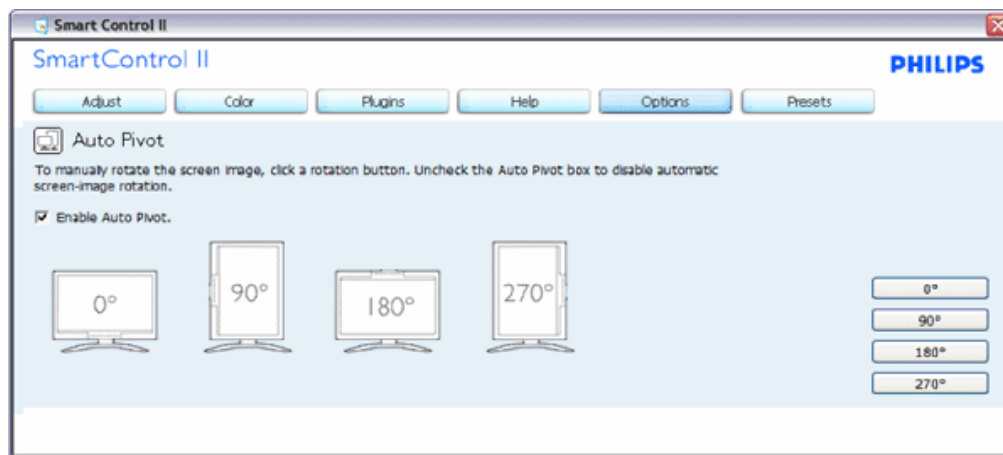 Smart Control II
SmartControl II
PHILIPS
Adjust Color Plugins Help Options Presets
Auto Pivot
To manually rotate the screen image, click a rotation button. Uncheck the Auto Pivot box to disable automatic
screen-image rotation.
Enable Auto Pivot.
0° 90° 180° 270°
0°
90°
180°
270°